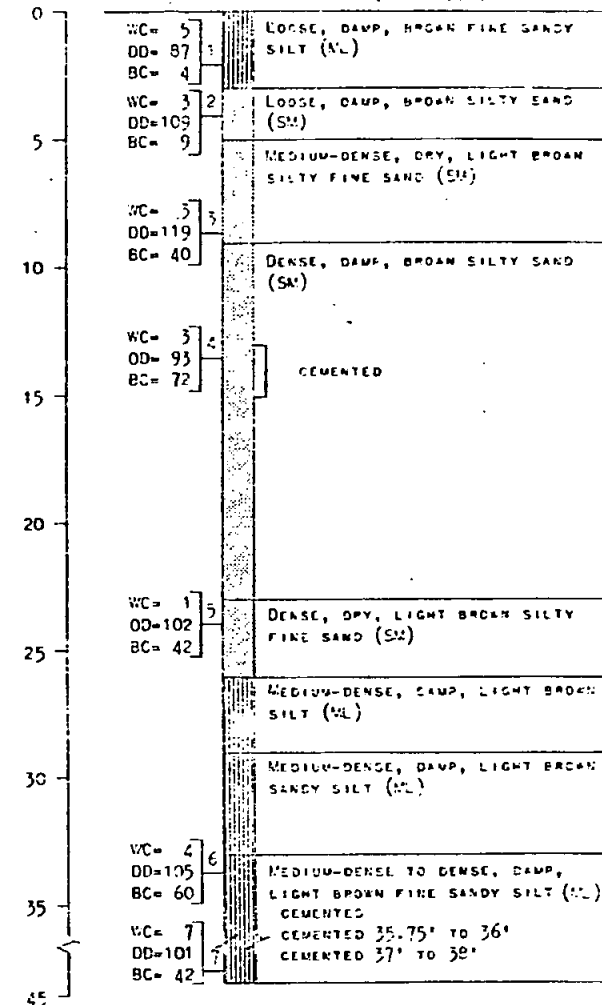 0
WC= 5
DD= 87
BC= 4
1
LOOSE, DAMP, BROWN FINE SANDY
SILT (ML)
WC= 3
DD=109
BC= 9
2
LOOSE, DAMP, BROWN SILTY SAND
(SM)
5
MEDIUM-DENSE, DRY, LIGHT BROWN
SILTY FINE SAND (SM)
WC= 3
DD=119
BC= 40
3
10
DENSE, DAMP, BROWN SILTY SAND
(SM)
WC= 3
DD= 93
BC= 72
4
CEMENTED
15
20
WC= 1
DD=102
BC= 42
5
DENSE, DRY, LIGHT BROWN SILTY
FINE SAND (SM)
25
MEDIUM-DENSE, DAMP, LIGHT BROWN
SILT (ML)
30
MEDIUM-DENSE, DAMP, LIGHT BROWN
SANDY SILT (ML)
WC= 4
DD=105
BC= 60
6
MEDIUM-DENSE TO DENSE, DAMP,
LIGHT BROWN FINE SANDY SILT (ML)
35
CEMENTED
WC= 7
DD=101
BC= 42
7
CEMENTED 35.75' TO 36'
CEMENTED 37' TO 38'
45